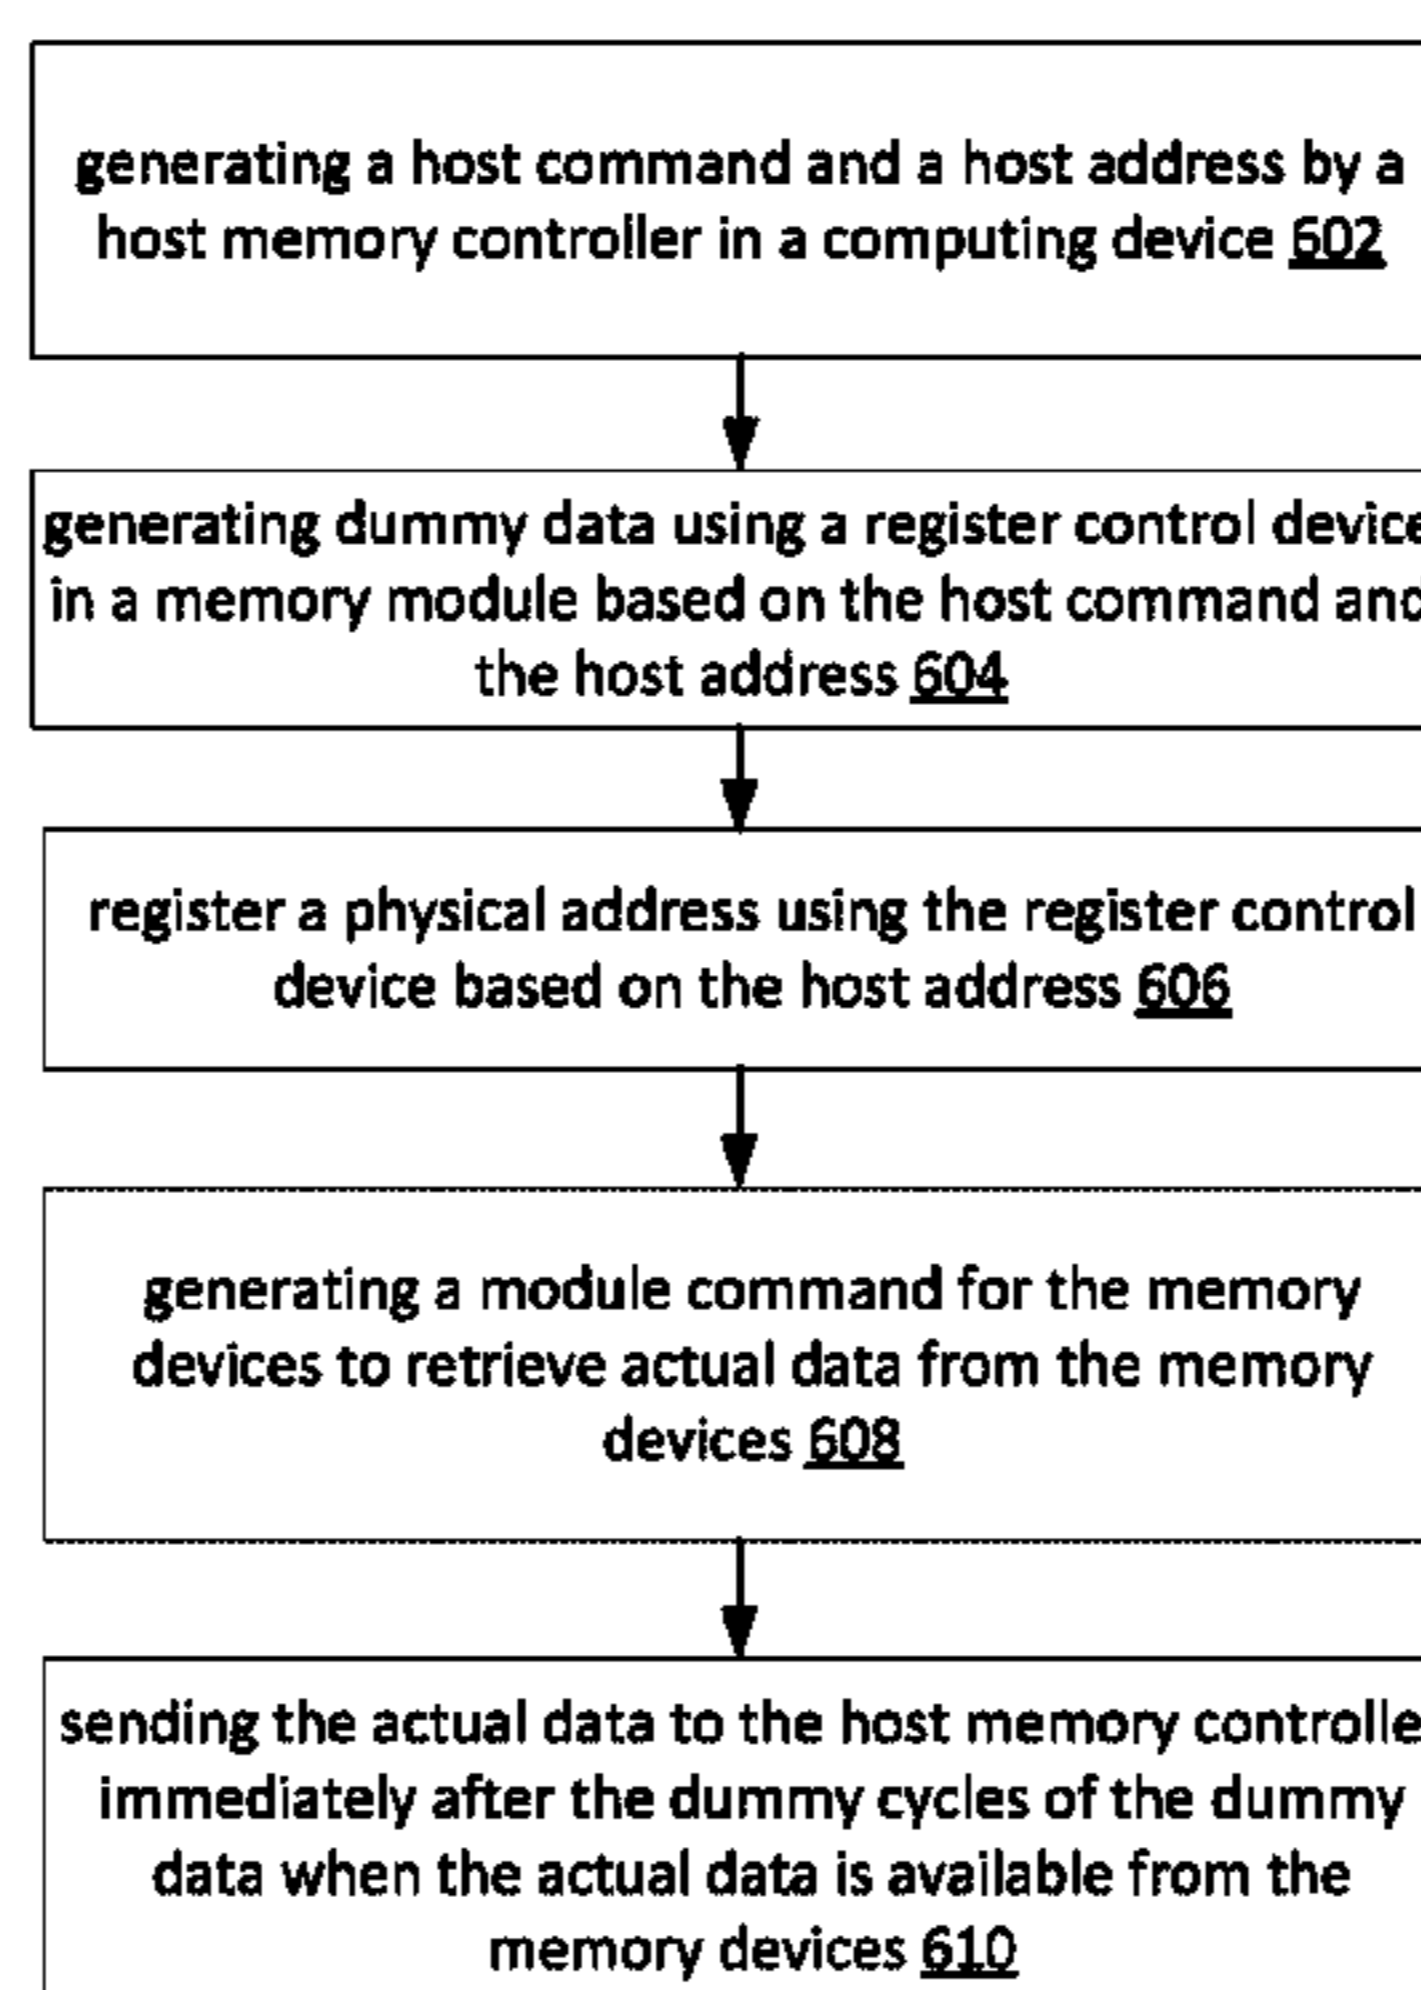 generating a host command and a host address by a
host memory controller in a computing device 602
generating dummy data using a register control device
in a memory module based on the host command and
the host address 604
register a physical address using the register control
device based on the host address 606
generating a module command for the memory
devices to retrieve actual data from the memory
devices 608
sending the actual data to the host memory controlle
immediately after the dummy cycles of the dummy
data when the actual data is available from the
memory devices 610